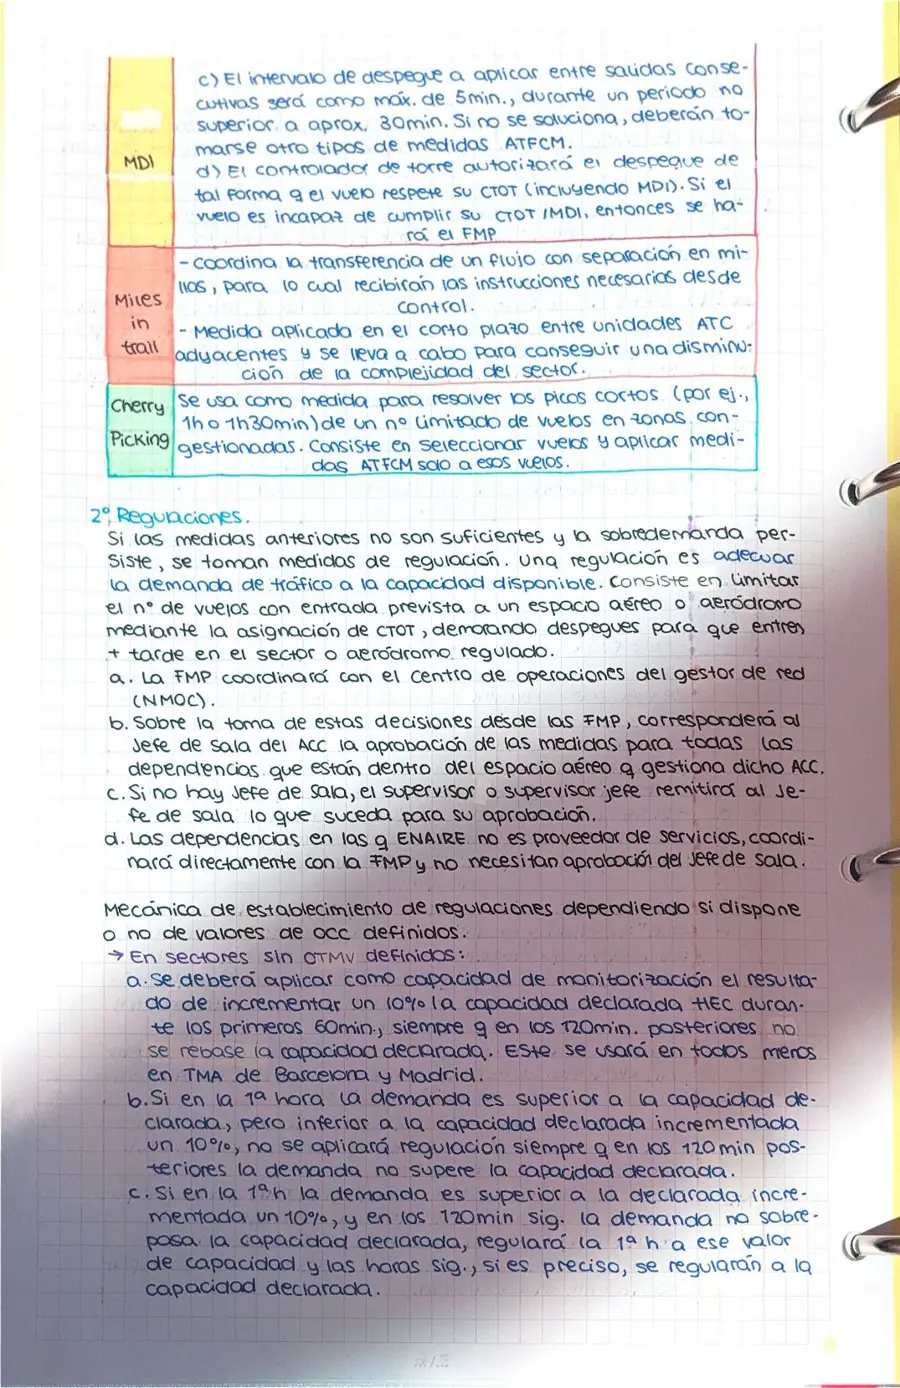 c) El intervalo de despegue a aplicar entre salidas conse-
cutivas será como máx. de 5min., durante un periodo no
superior a aprox. 30min. Si no se soluciona, deberán to-
marse otro tipos de medidas ATFCM.
MDI
d) El controlador de torre autorizará el despegue de
tal forma q el vuelo respete su CTOT (incluyendo MDI). Si el
vuelo es incapaz de cumplir su CTOT/MDI, entonces se ha-
rá el FMP
- Coordina la transferencia de un flujo con separación en mi-
llas, para lo cual recibirán las instrucciones necesarias desde
control.
Miles
in
trail
- Medida aplicada en el corto plazo entre unidades ATC
adyacentes y se lleva a cabo para conseguir una disminu-
ción de la complejidad del sector.
Cherry
Picking
Se usa como medida para resolver los picos cortos (por ej.,
1h o 1h30min) de un nº limitado de vuelos en zonas con-
gestionadas. Consiste en seleccionar vuelos y aplicar medi-
das ATFCM solo a esos vuelos.
2º Regulaciones.
Si las medidas anteriores no son suficientes y la sobredemanda per-
siste, se toman medidas de regulación. Una regulación es adecuar
la demanda de tráfico a la capacidad disponible. Consiste en limitar
el nº de vuelos con entrada prevista a un espacio aéreo o aeródromo
mediante la asignación de CTOT, demorando despegues para que entren
+ tarde en el sector o aeródromo regulado.
a. La FMP coordinará con el centro de operaciones del gestor de red
(NMOC).
b. Sobre la toma de estas decisiones desde las FMP, corresponderá al
Jefe de sala del ACC la aprobación de las medidas para todas las
dependencias que están dentro del espacio aéreo q gestiona dicho ACC.
c. Si no hay Jefe de Sala, el supervisor o supervisor jefe remitirá al Je-
fe de sala lo que suceda para su aprobación.
d. Las dependencias en las q ENAIRE no es proveedor de servicios, coordi-
nará directamente con la FMP y no necesitan aprobación del Jefe de Sala.
Mecánica de establecimiento de regulaciones dependiendo si dispone
o no de valores de occ definidos.
→ En sectores sin OTMV definidos:
a. Se deberá aplicar como capacidad de monitorización el resulta-
do de incrementar un 10% la capacidad declarada HEC duran-
te los primeros 60min., siempre q en los 120min. posteriores no
se rebase la capacidad declarada. Este se usará en todos menos
en TMA de Barcelona y Madrid.
b. Si en la 1ª hora la demanda es superior a la capacidad de-
clarada, pero inferior a la capacidad declarada incrementada
un 10%, no se aplicará regulación siempre q en los 120 min pos-
teriores la demanda no supere la capacidad declarada.
c. Si en la 1ª h la demanda es superior a la declarada incre-
mentada un 10%, y en los 120min sig. la demanda no sobre-
pasa la capacidad declarada, regulará la 1ª h a ese valor
de capacidad y las horas sig., si es preciso, se regularán a la
capacidad declarada.